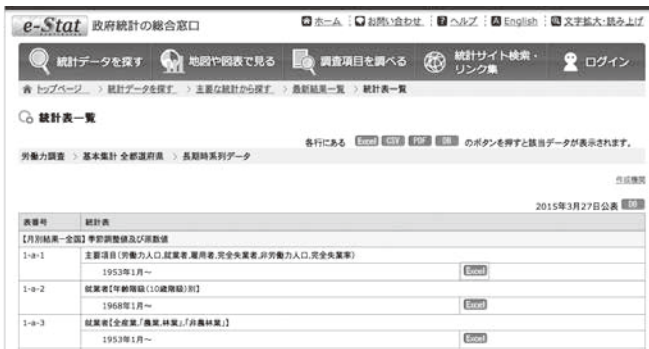 e-Stat 政府統計の総合窓口
ホーム お問い合わせ ヘルプ English 文字拡大・読み上げ
統計データを探す 地図や図表で見る 調査項目を調べる 統計サイト検索・リンク集 ログイン
トップページ > 統計データを探す > 主要な統計から探す > 最新結果一覧 > 統計表一覧
統計表一覧
各行にある Excel CSV PDF DB のボタンを押すと該当データが表示されます。
労働力調査 > 基本集計 全都道府県 > 長期時系列データ
作成機関
2015年3月27日公表 DB
表番号 統計表
【月別結果−全国】 季節調整値及び原数値
1-a-1 主要項目(労働力人口,就業者,雇用者,完全失業者,非労働力人口,完全失業率)
1953年1月～ Excel
1-a-2 就業者【年齢階級(10歳階級)別】
1968年1月～ Excel
1-a-3 就業者【全産業,「農業,林業」,「非農林業」】
1953年1月～ Excel